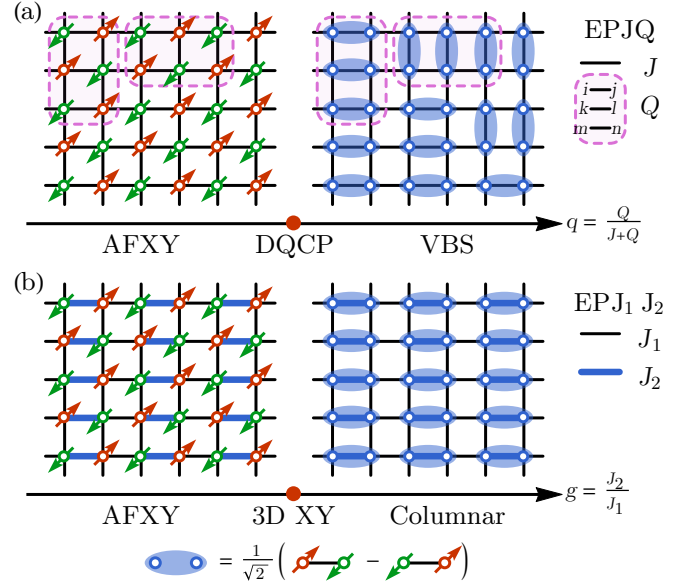 (a)
EPJQ
J
i j
k l
m n
Q
AFXY DQCP VBS
q = Q/J+Q
(b)
EPJ₁ J₂
J₁
J₂
AFXY 3D XY Columnar
g = J₂/J₁
= 1/√2 ( − )